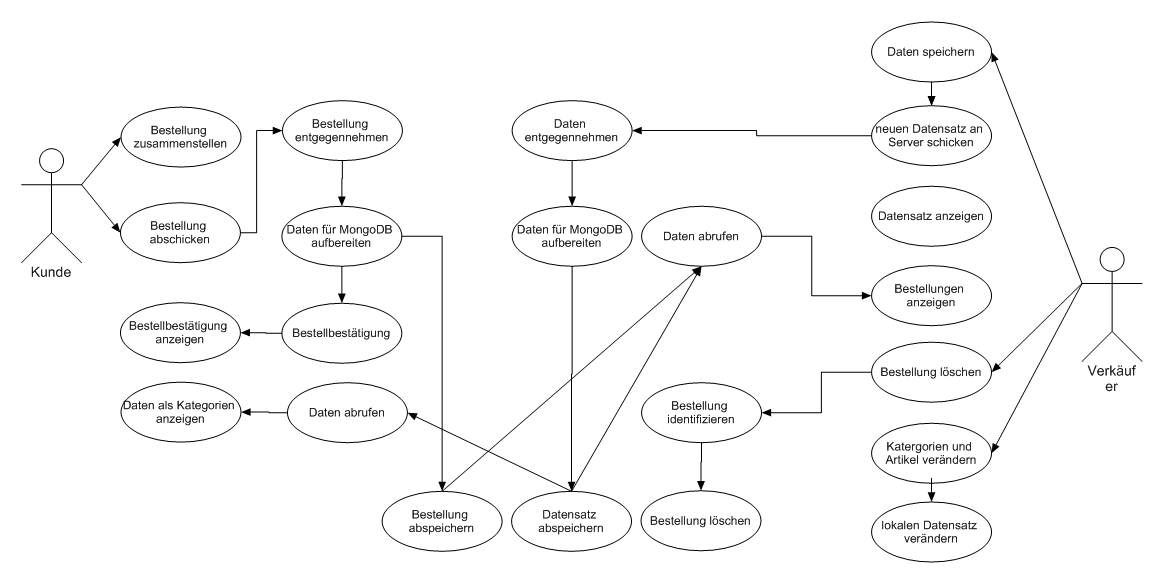 Daten speichern
Bestellung
zusammenstellen
Bestellung
entgegennehmen
Daten
entgegennehmen
neuen Datensatz an
Server schicken
Kunde
Bestellung
abschicken
Daten für MongoDB
aufbereiten
Daten für MongoDB
aufbereiten
Daten abrufen
Datensatz anzeigen
Bestellungen
anzeigen
Bestellbestätigung
anzeigen
Bestellbestätigung
Bestellung löschen
Verkäuf
er
Daten als Kategorien
anzeigen
Daten abrufen
Bestellung
identifizieren
Katergorien und
Artikel verändern
Bestellung
abspeichern
Datensatz
abspeichern
Bestellung löschen
lokalen Datensatz
verändern